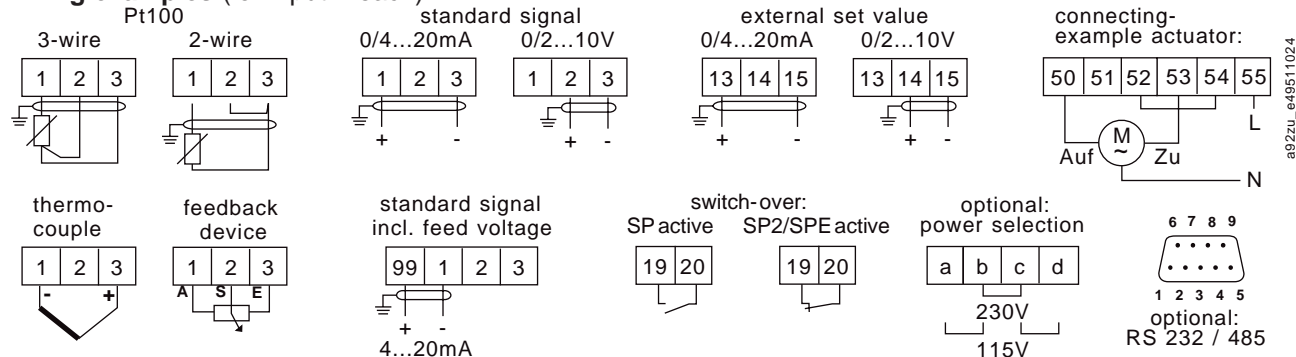 Pt100
3-wire
2-wire
1 2 3
1 2 3
standard signal
0/4...20mA 0/2...10V
1 2 3
1 2 3
+ -
+ -
external set value
0/4...20mA 0/2...10V
13 14 15
13 14 15
+ -
+ -
connecting-
example actuator:
50 51 52 53 54 55
L
M
~
Auf Zu
N
a92zu_e49511024
thermo-
couple
1 2 3
- +
feedback
device
1 2 3
A S E
standard signal
incl. feed voltage
99 1 2 3
+ -
4...20mA
switch-over:
SP active SP2/SPE active
19 20
19 20
optional:
power selection
a b c d
230V
115V
6 7 8 9
1 2 3 4 5
optional:
RS 232 / 485